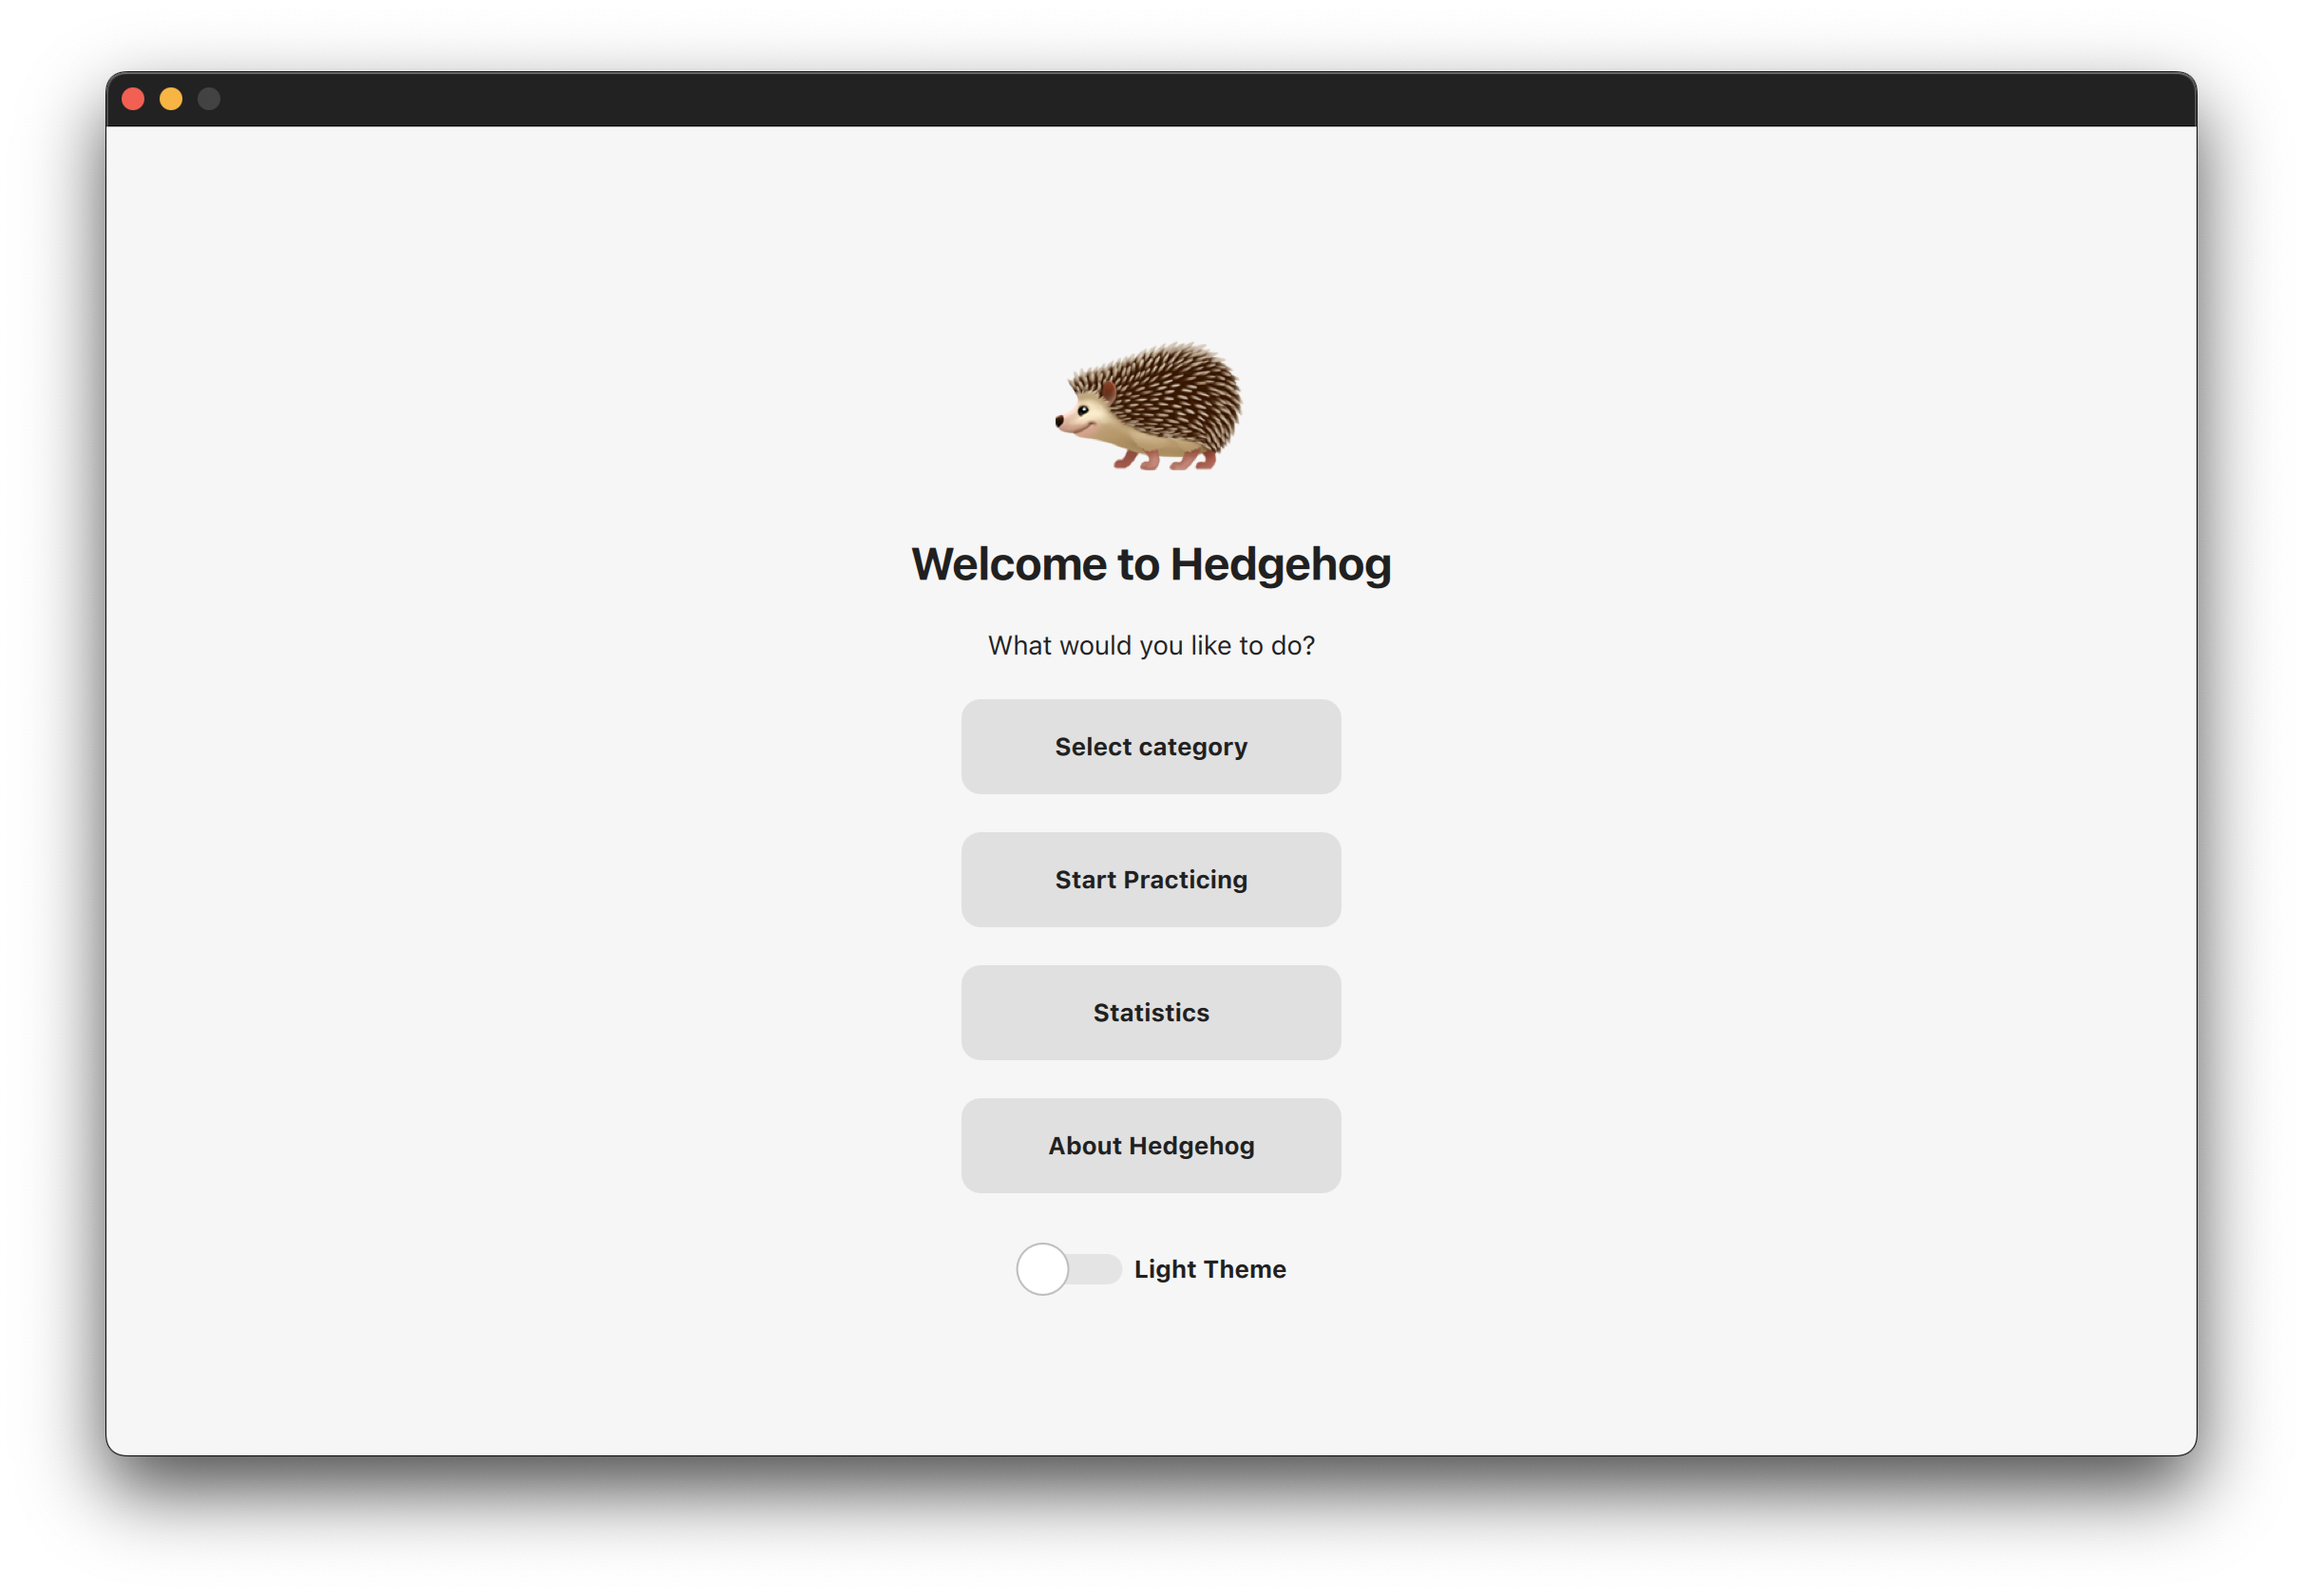 Welcome to Hedgehog
What would you like to do?
Select category
Start Practicing
Statistics
About Hedgehog
Light Theme